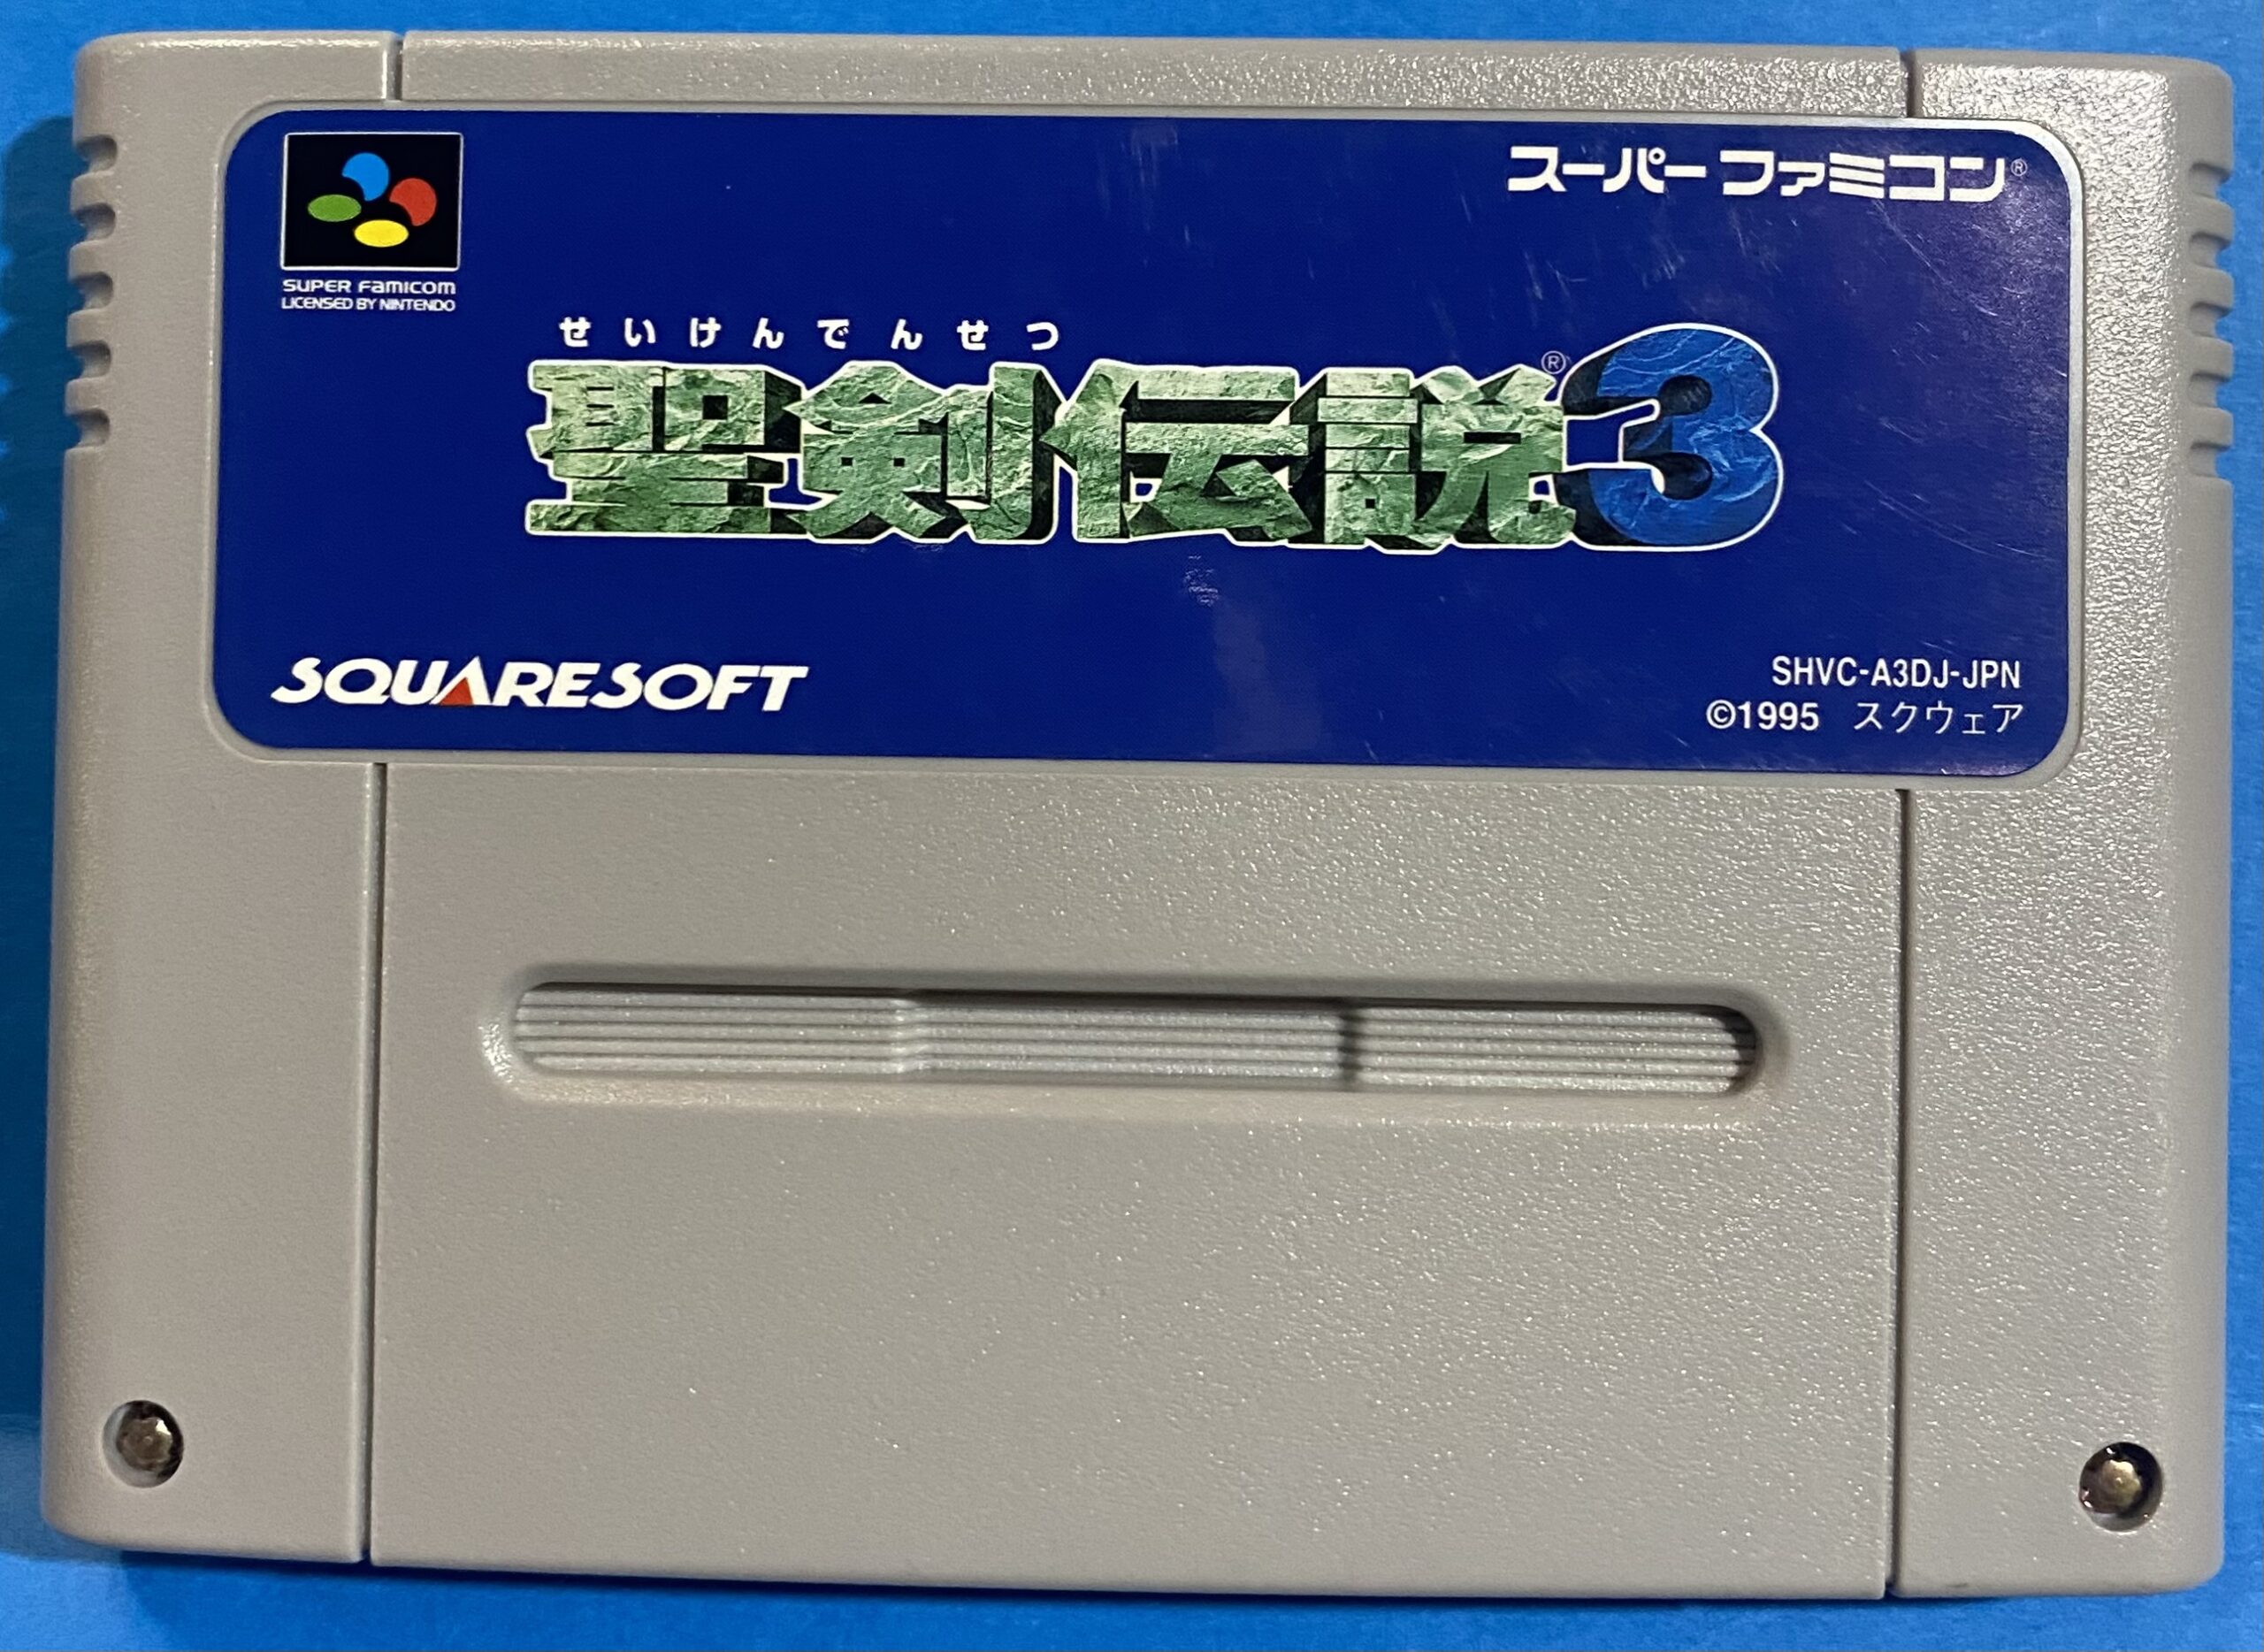 スーパーファミコン®
SUPER FAMICOM
LICENSED BY NINTENDO
せいけんでんせつ
聖剣伝説®3
SQUARESOFT
SHVC-A3DJ-JPN
©1995 スクウェア